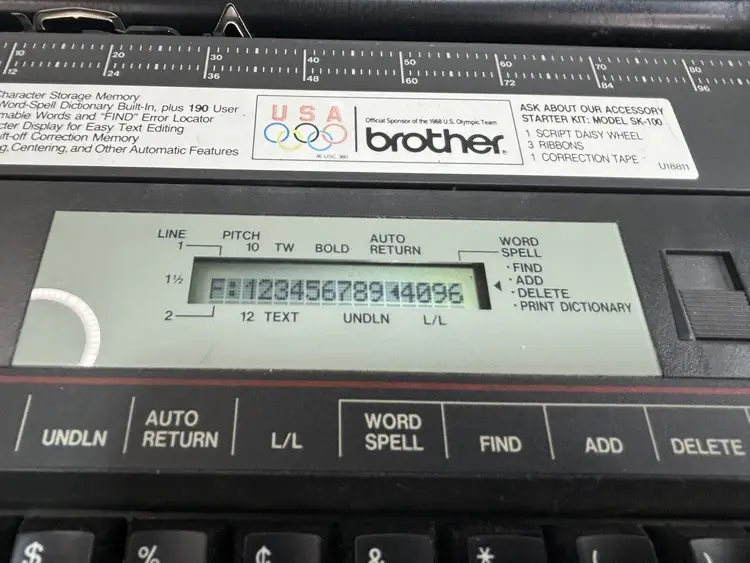 10 20 30 40 50 60 70 80
12 24 36 48 60 72 84 96
Character Storage Memory
Word-Spell Dictionary Built-In, plus 190 User
mable Words and "FIND" Error Locator
cter Display for Easy Text Editing
ift-off Correction Memory
g, Centering, and Other Automatic Features
USA
36 USC 380
Official Sponsor of the 1988 U.S. Olympic Team
brother
ASK ABOUT OUR ACCESSORY
STARTER KIT: MODEL SK-100
1 SCRIPT DAISY WHEEL
3 RIBBONS
1 CORRECTION TAPE
U18811
LINE PITCH AUTO WORD
1 10 TW BOLD RETURN SPELL
1½
2 12 TEXT UNDLN L/L
F:123456789*4096
· FIND
· ADD
· DELETE
· PRINT DICTIONARY
UNDLN
AUTO
RETURN
L/L
WORD
SPELL
FIND
ADD
DELETE
$ % ¢ & * ( )